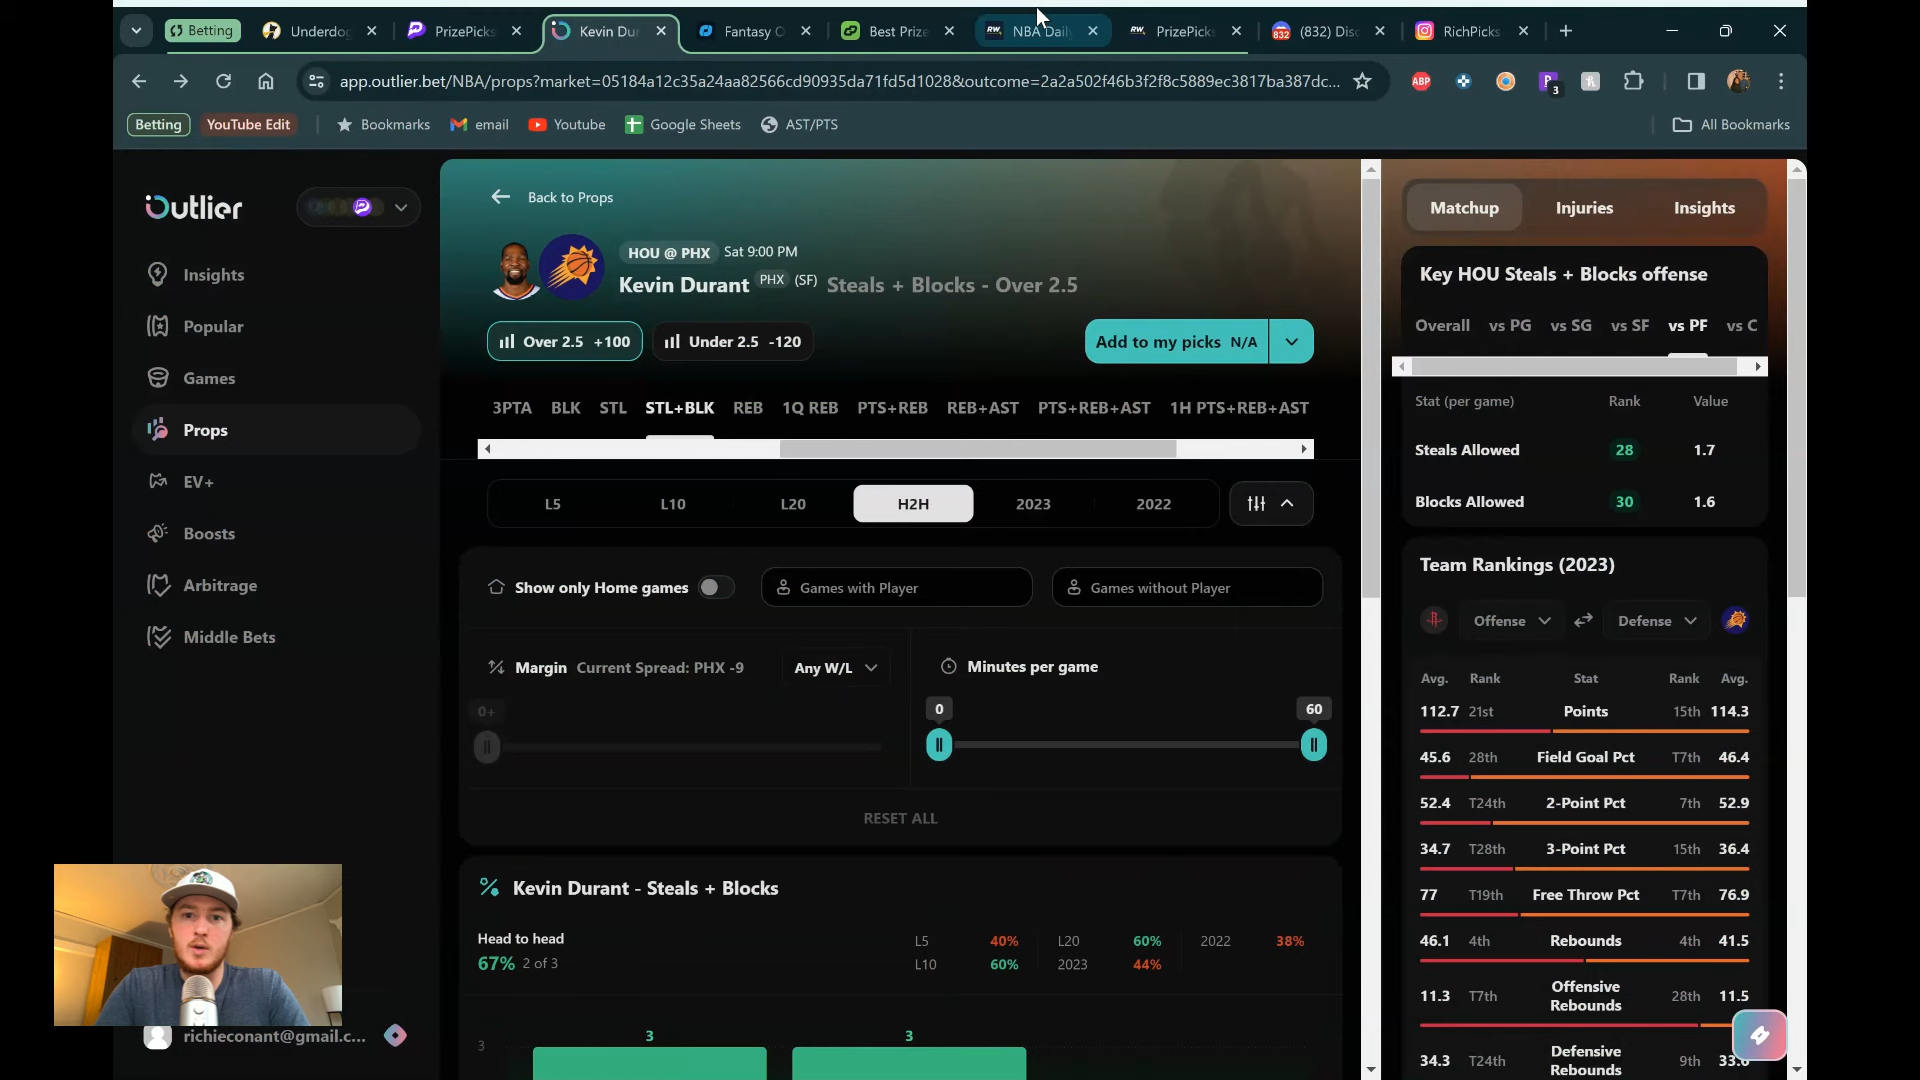 Betting
Underdog
PrizePicks
Kevin Dur
Fantasy O
Best Prize
NBA Daily
PrizePicks
(832) Disc
RichPicks
app.outlier.bet/NBA/props?market=05184a12c35a24aa82566cd90935da71fd5d1028&outcome=2a2a502f46b3f2f8c5889ec3817ba387dc...
ABP
3
Betting
YouTube Edit
Bookmarks
email
Youtube
Google Sheets
AST/PTS
All Bookmarks
Outlier
Insights
Popular
Games
Props
EV+
Boosts
Arbitrage
Middle Bets
richieconant@gmail.c...
Back to Props
HOU @ PHX Sat 9:00 PM
Kevin Durant PHX (SF) Steals + Blocks - Over 2.5
Over 2.5 +100
Under 2.5 -120
Add to my picks N/A
3PTA BLK STL STL+BLK REB 1Q REB PTS+REB REB+AST PTS+REB+AST 1H PTS+REB+AST
L5 L10 L20 H2H 2023 2022
Show only Home games
Games with Player
Games without Player
Margin Current Spread: PHX -9 Any W/L
Minutes per game
0+
0 60
RESET ALL
Kevin Durant - Steals + Blocks
Head to head
67% 2 of 3
L5 40% L20 60% 2022 38%
L10 60% 2023 44%
3
3 3
Matchup Injuries Insights
Key HOU Steals + Blocks offense
Overall vs PG vs SG vs SF vs PF vs C
Stat (per game) Rank Value
Steals Allowed 28 1.7
Blocks Allowed 30 1.6
Team Rankings (2023)
Offense Defense
Avg. Rank Stat Rank Avg.
112.7 21st Points 15th 114.3
45.6 28th Field Goal Pct T7th 46.4
52.4 T24th 2-Point Pct 7th 52.9
34.7 T28th 3-Point Pct 15th 36.4
77 T19th Free Throw Pct T7th 76.9
46.1 4th Rebounds 4th 41.5
11.3 T7th Offensive Rebounds 28th 11.5
34.3 T24th Defensive Rebounds 9th